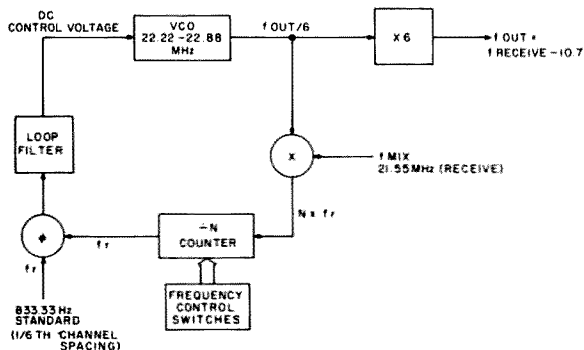 DC
CONTROL VOLTAGE
VCO
22.22-22.88
MHz
f OUT/6
X 6
f OUT =
f RECEIVE -10.7
LOOP
FILTER
X
f MIX
21.55 MHz (RECEIVE)
N x fr
÷N
COUNTER
fr
ϕ
fr
FREQUENCY
CONTROL
SWITCHES
833.33 Hz
STANDARD
(1/6 TH CHANNEL
SPACING)